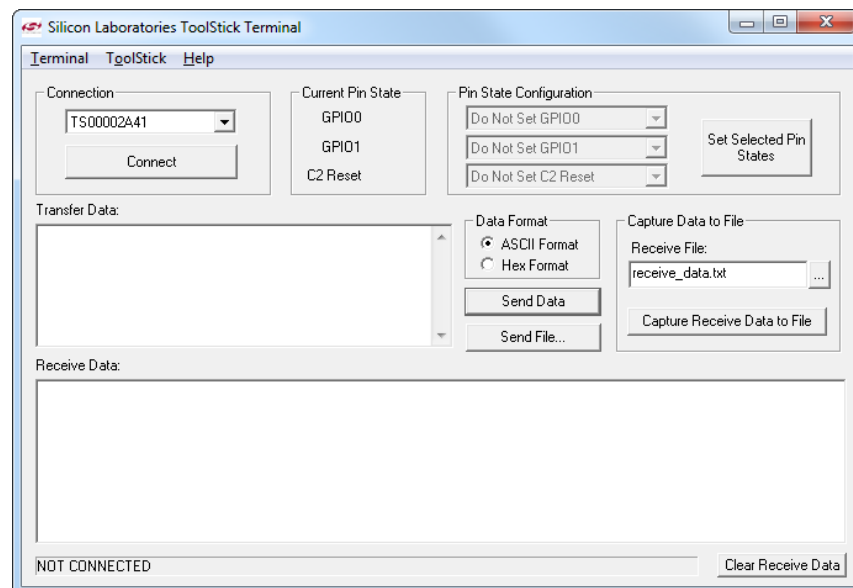 Silicon Laboratories ToolStick Terminal
Terminal ToolStick Help
Connection
TS00002A41
Connect
Current Pin State
GPIO0
GPIO1
C2 Reset
Pin State Configuration
Do Not Set GPIO0
Do Not Set GPIO1
Do Not Set C2 Reset
Set Selected Pin
States
Transfer Data:
Data Format
ASCII Format
Hex Format
Send Data
Send File...
Capture Data to File
Receive File:
receive_data.txt
...
Capture Receive Data to File
Receive Data:
NOT CONNECTED
Clear Receive Data